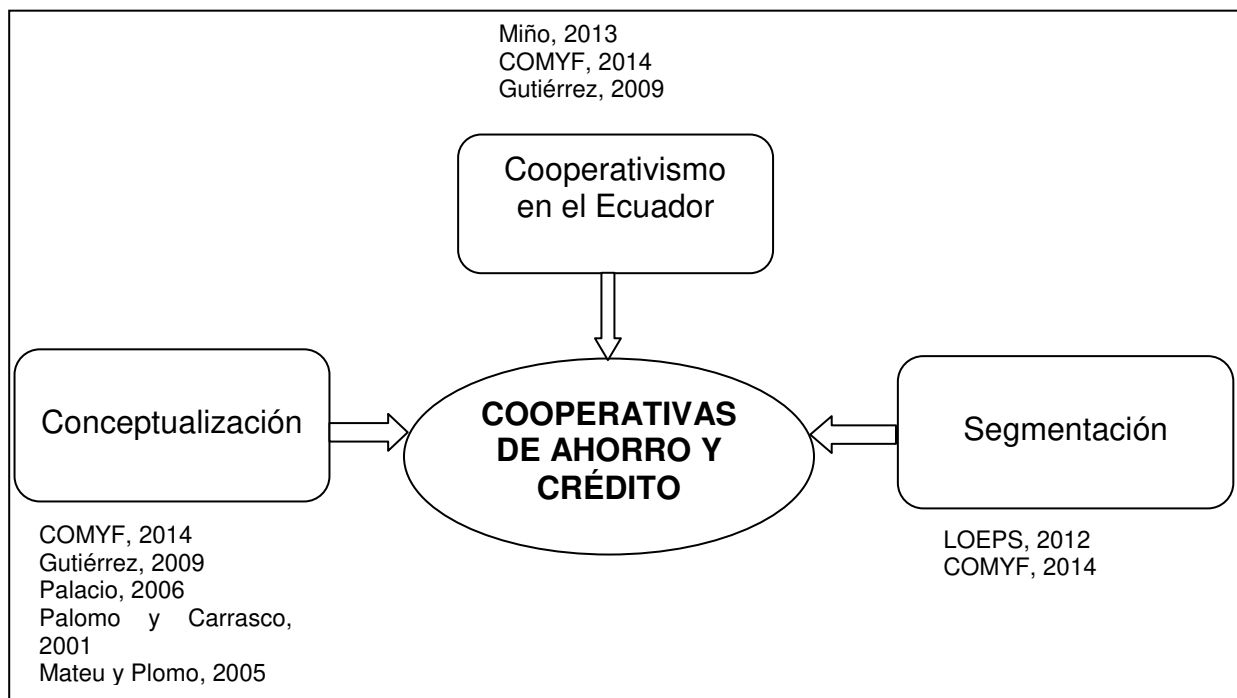 Miño, 2013
COMYF, 2014
Gutiérrez, 2009
Cooperativismo
en el Ecuador
Conceptualización
COOPERATIVAS
DE AHORRO Y
CRÉDITO
Segmentación
COMYF, 2014
Gutiérrez, 2009
Palacio, 2006
Palomo y Carrasco,
2001
Mateu y Plomo, 2005
LOEPS, 2012
COMYF, 2014